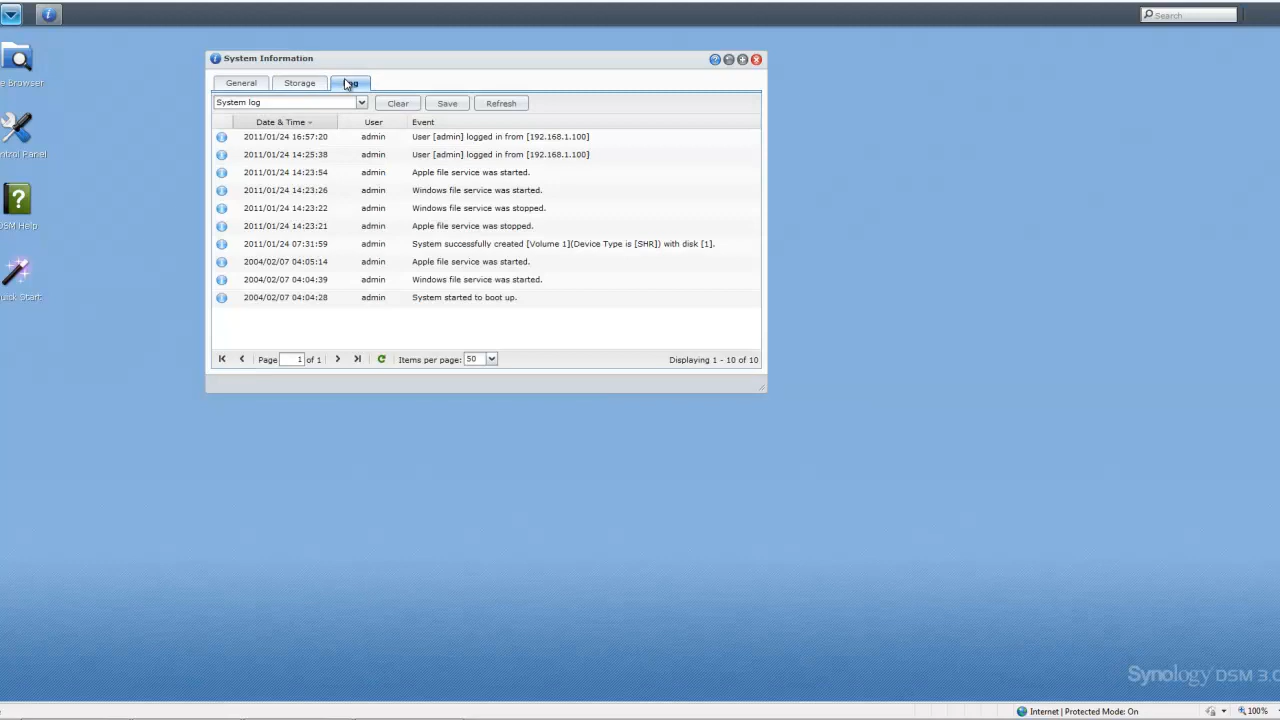 Search
System Information
General Storage
System log Clear Save Refresh
Date & Time User Event
2011/01/24 16:57:20 admin User [admin] logged in from [192.168.1.100]
2011/01/24 14:25:38 admin User [admin] logged in from [192.168.1.100]
2011/01/24 14:23:54 admin Apple file service was started.
2011/01/24 14:23:26 admin Windows file service was started.
2011/01/24 14:23:22 admin Windows file service was stopped.
2011/01/24 14:23:21 admin Apple file service was stopped.
2011/01/24 07:31:59 admin System successfully created [Volume 1](Device Type is [SHR]) with disk [1].
2004/02/07 04:05:14 admin Apple file service was started.
2004/02/07 04:04:39 admin Windows file service was started.
2004/02/07 04:04:28 admin System started to boot up.
Page 1 of 1 Items per page: 50 Displaying 1 - 10 of 10
e Browser
ntrol Panel
DSM Help
uick Start
Synology DSM 3.0
Internet | Protected Mode: On 100%